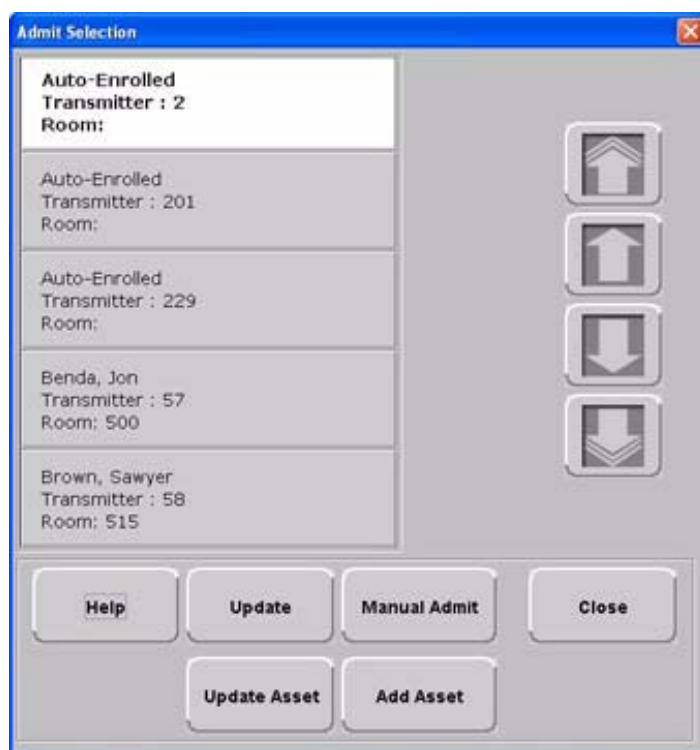 Admit Selection
Auto-Enrolled
Transmitter : 2
Room:
Auto-Enrolled
Transmitter : 201
Room:
Auto-Enrolled
Transmitter : 229
Room:
Benda, Jon
Transmitter : 57
Room: 500
Brown, Sawyer
Transmitter : 58
Room: 515
Help
Update
Manual Admit
Close
Update Asset
Add Asset